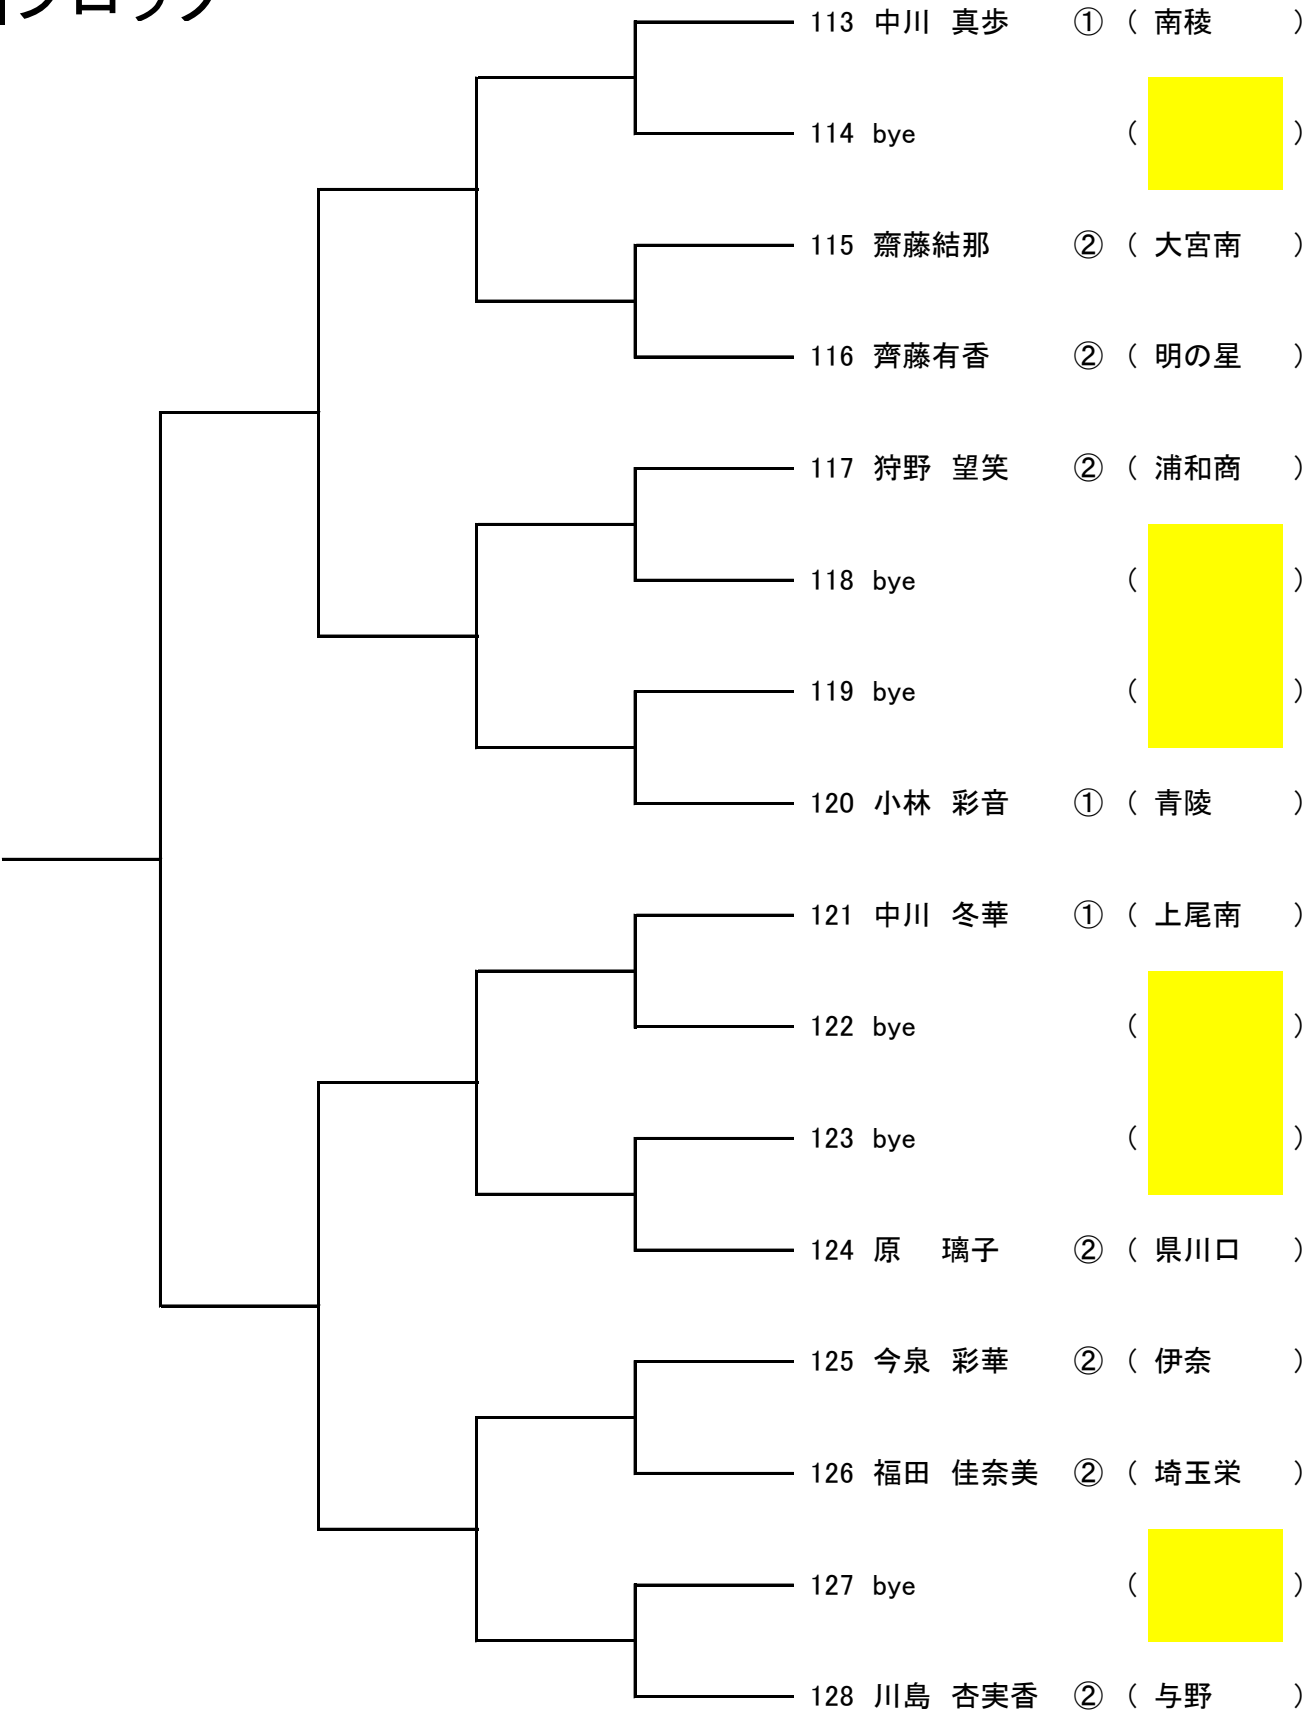 ブロック
113 中川 真歩 ① ( 南稜 )
114 bye ( )
115 齋藤結那 ② ( 大宮南 )
116 齊藤有香 ② ( 明の星 )
117 狩野 望笑 ② ( 浦和商 )
118 bye ( )
119 bye ( )
120 小林 彩音 ① ( 青陵 )
121 中川 冬華 ① ( 上尾南 )
122 bye ( )
123 bye ( )
124 原 璃子 ② ( 県川口 )
125 今泉 彩華 ② ( 伊奈 )
126 福田 佳奈美 ② ( 埼玉栄 )
127 bye ( )
128 川島 杏実香 ② ( 与野 )